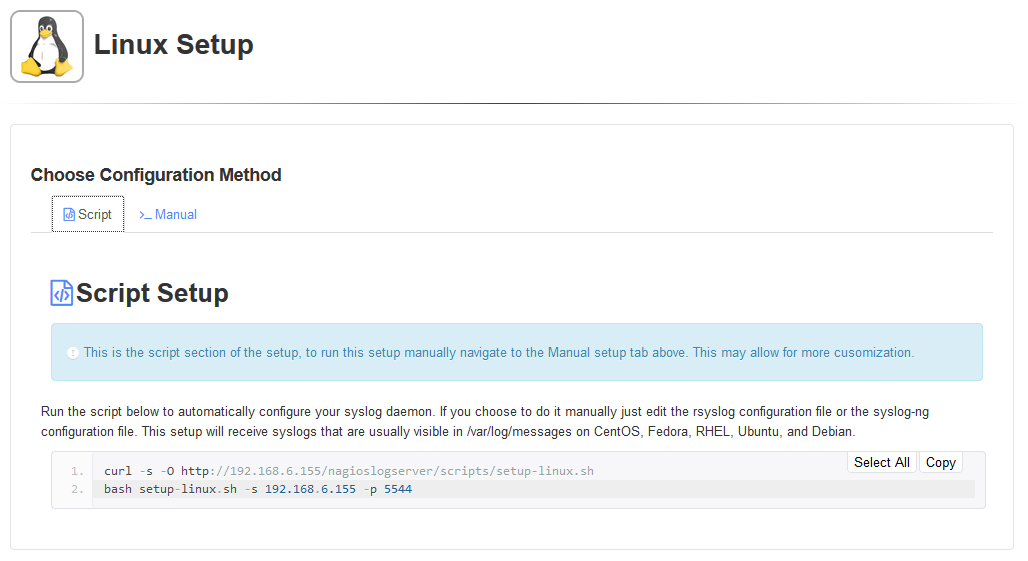 Linux Setup
Choose Configuration Method
Script
Manual
Script Setup
This is the script section of the setup, to run this setup manually navigate to the Manual setup tab above. This may allow for more cusomization.
Run the script below to automatically configure your syslog daemon. If you choose to do it manually just edit the rsyslog configuration file or the syslog-ng
configuration file. This setup will receive syslogs that are usually visible in /var/log/messages on CentOS, Fedora, RHEL, Ubuntu, and Debian.
Select All Copy
1. curl -s -O http://192.168.6.155/nagioslogserver/scripts/setup-linux.sh
2. bash setup-linux.sh -s 192.168.6.155 -p 5544